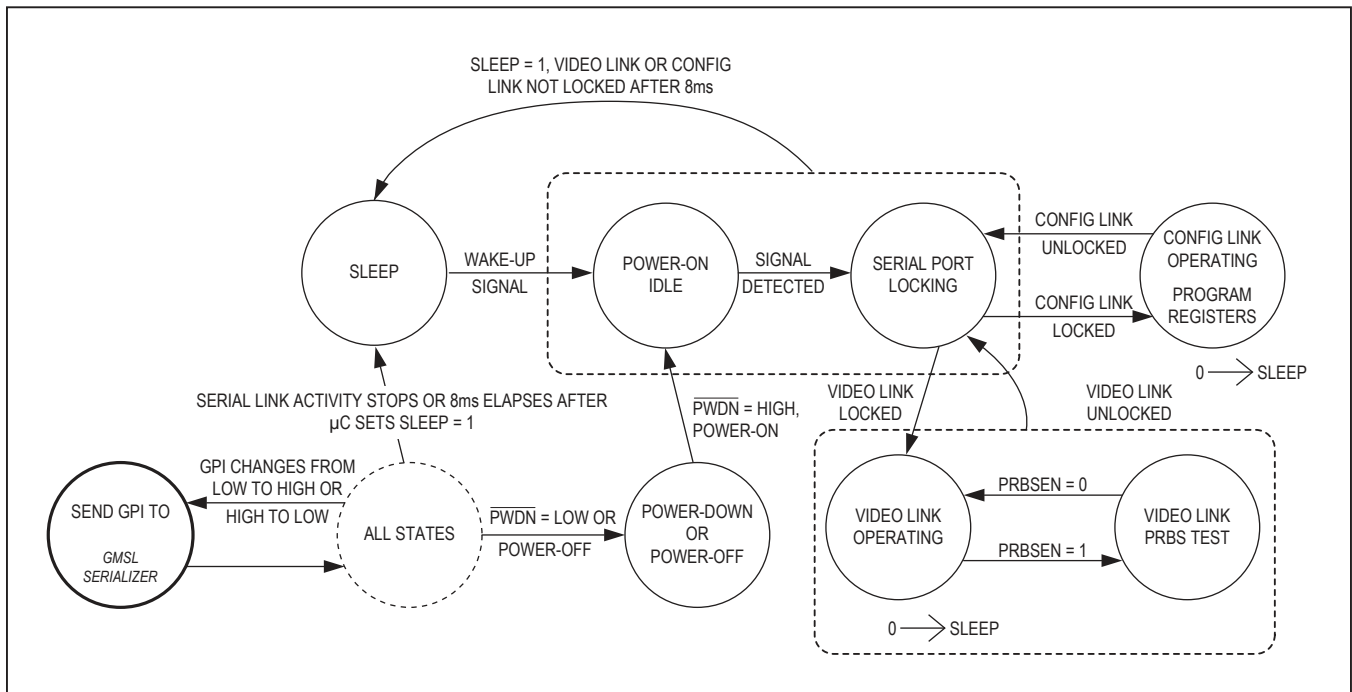 SLEEP = 1, VIDEO LINK OR CONFIG
LINK NOT LOCKED AFTER 8ms
SLEEP
WAKE-UP
SIGNAL
POWER-ON
IDLE
SIGNAL
DETECTED
SERIAL PORT
LOCKING
CONFIG LINK
UNLOCKED
CONFIG LINK
LOCKED
CONFIG LINK
OPERATING
PROGRAM
REGISTERS
0 → SLEEP
SERIAL LINK ACTIVITY STOPS OR 8ms ELAPSES AFTER
µC SETS SLEEP = 1
PWDN = HIGH,
POWER-ON
VIDEO LINK
LOCKED
VIDEO LINK
UNLOCKED
GPI CHANGES FROM
LOW TO HIGH OR
HIGH TO LOW
SEND GPI TO
GMSL
SERIALIZER
ALL STATES
PWDN = LOW OR
POWER-OFF
POWER-DOWN
OR
POWER-OFF
VIDEO LINK
OPERATING
PRBSEN = 0
PRBSEN = 1
VIDEO LINK
PRBS TEST
0 → SLEEP